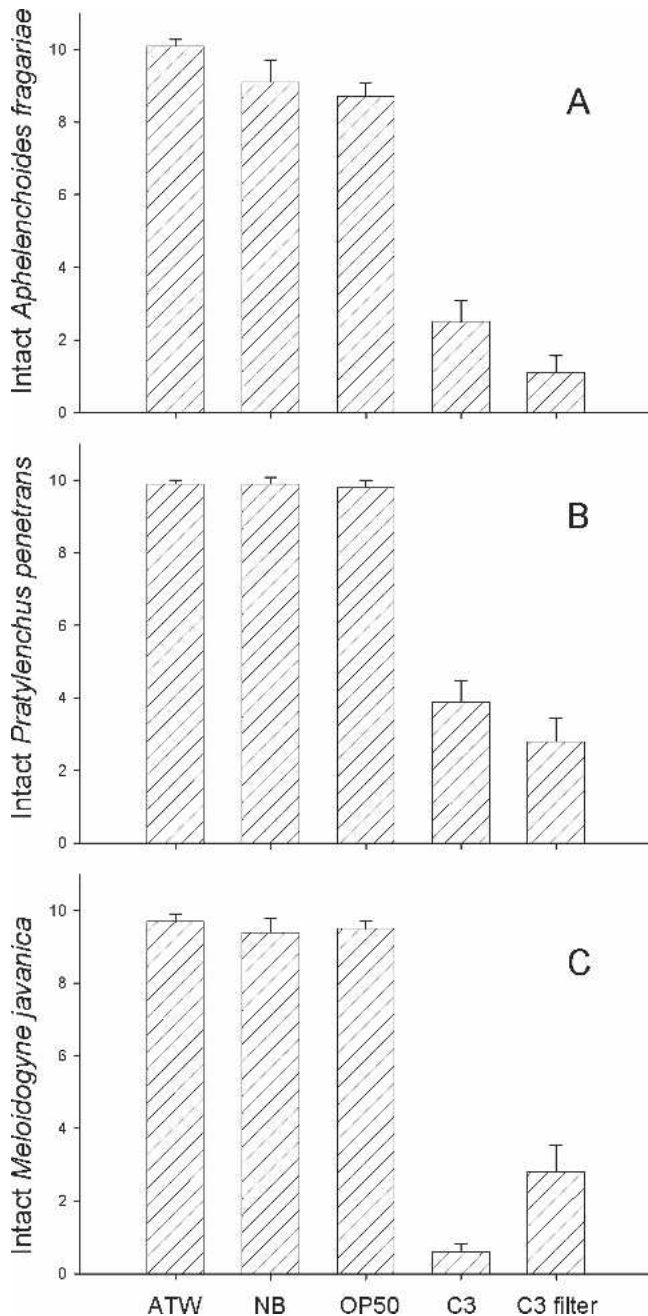 Intact Aphelenchoides fragariae
10
8
6
4
2
0
A
Intact Pratylenchus penetrans
10
8
6
4
2
0
B
Intact Meloidogyne javanica
10
8
6
4
2
0
C
ATW NB OP50 C3 C3 filter